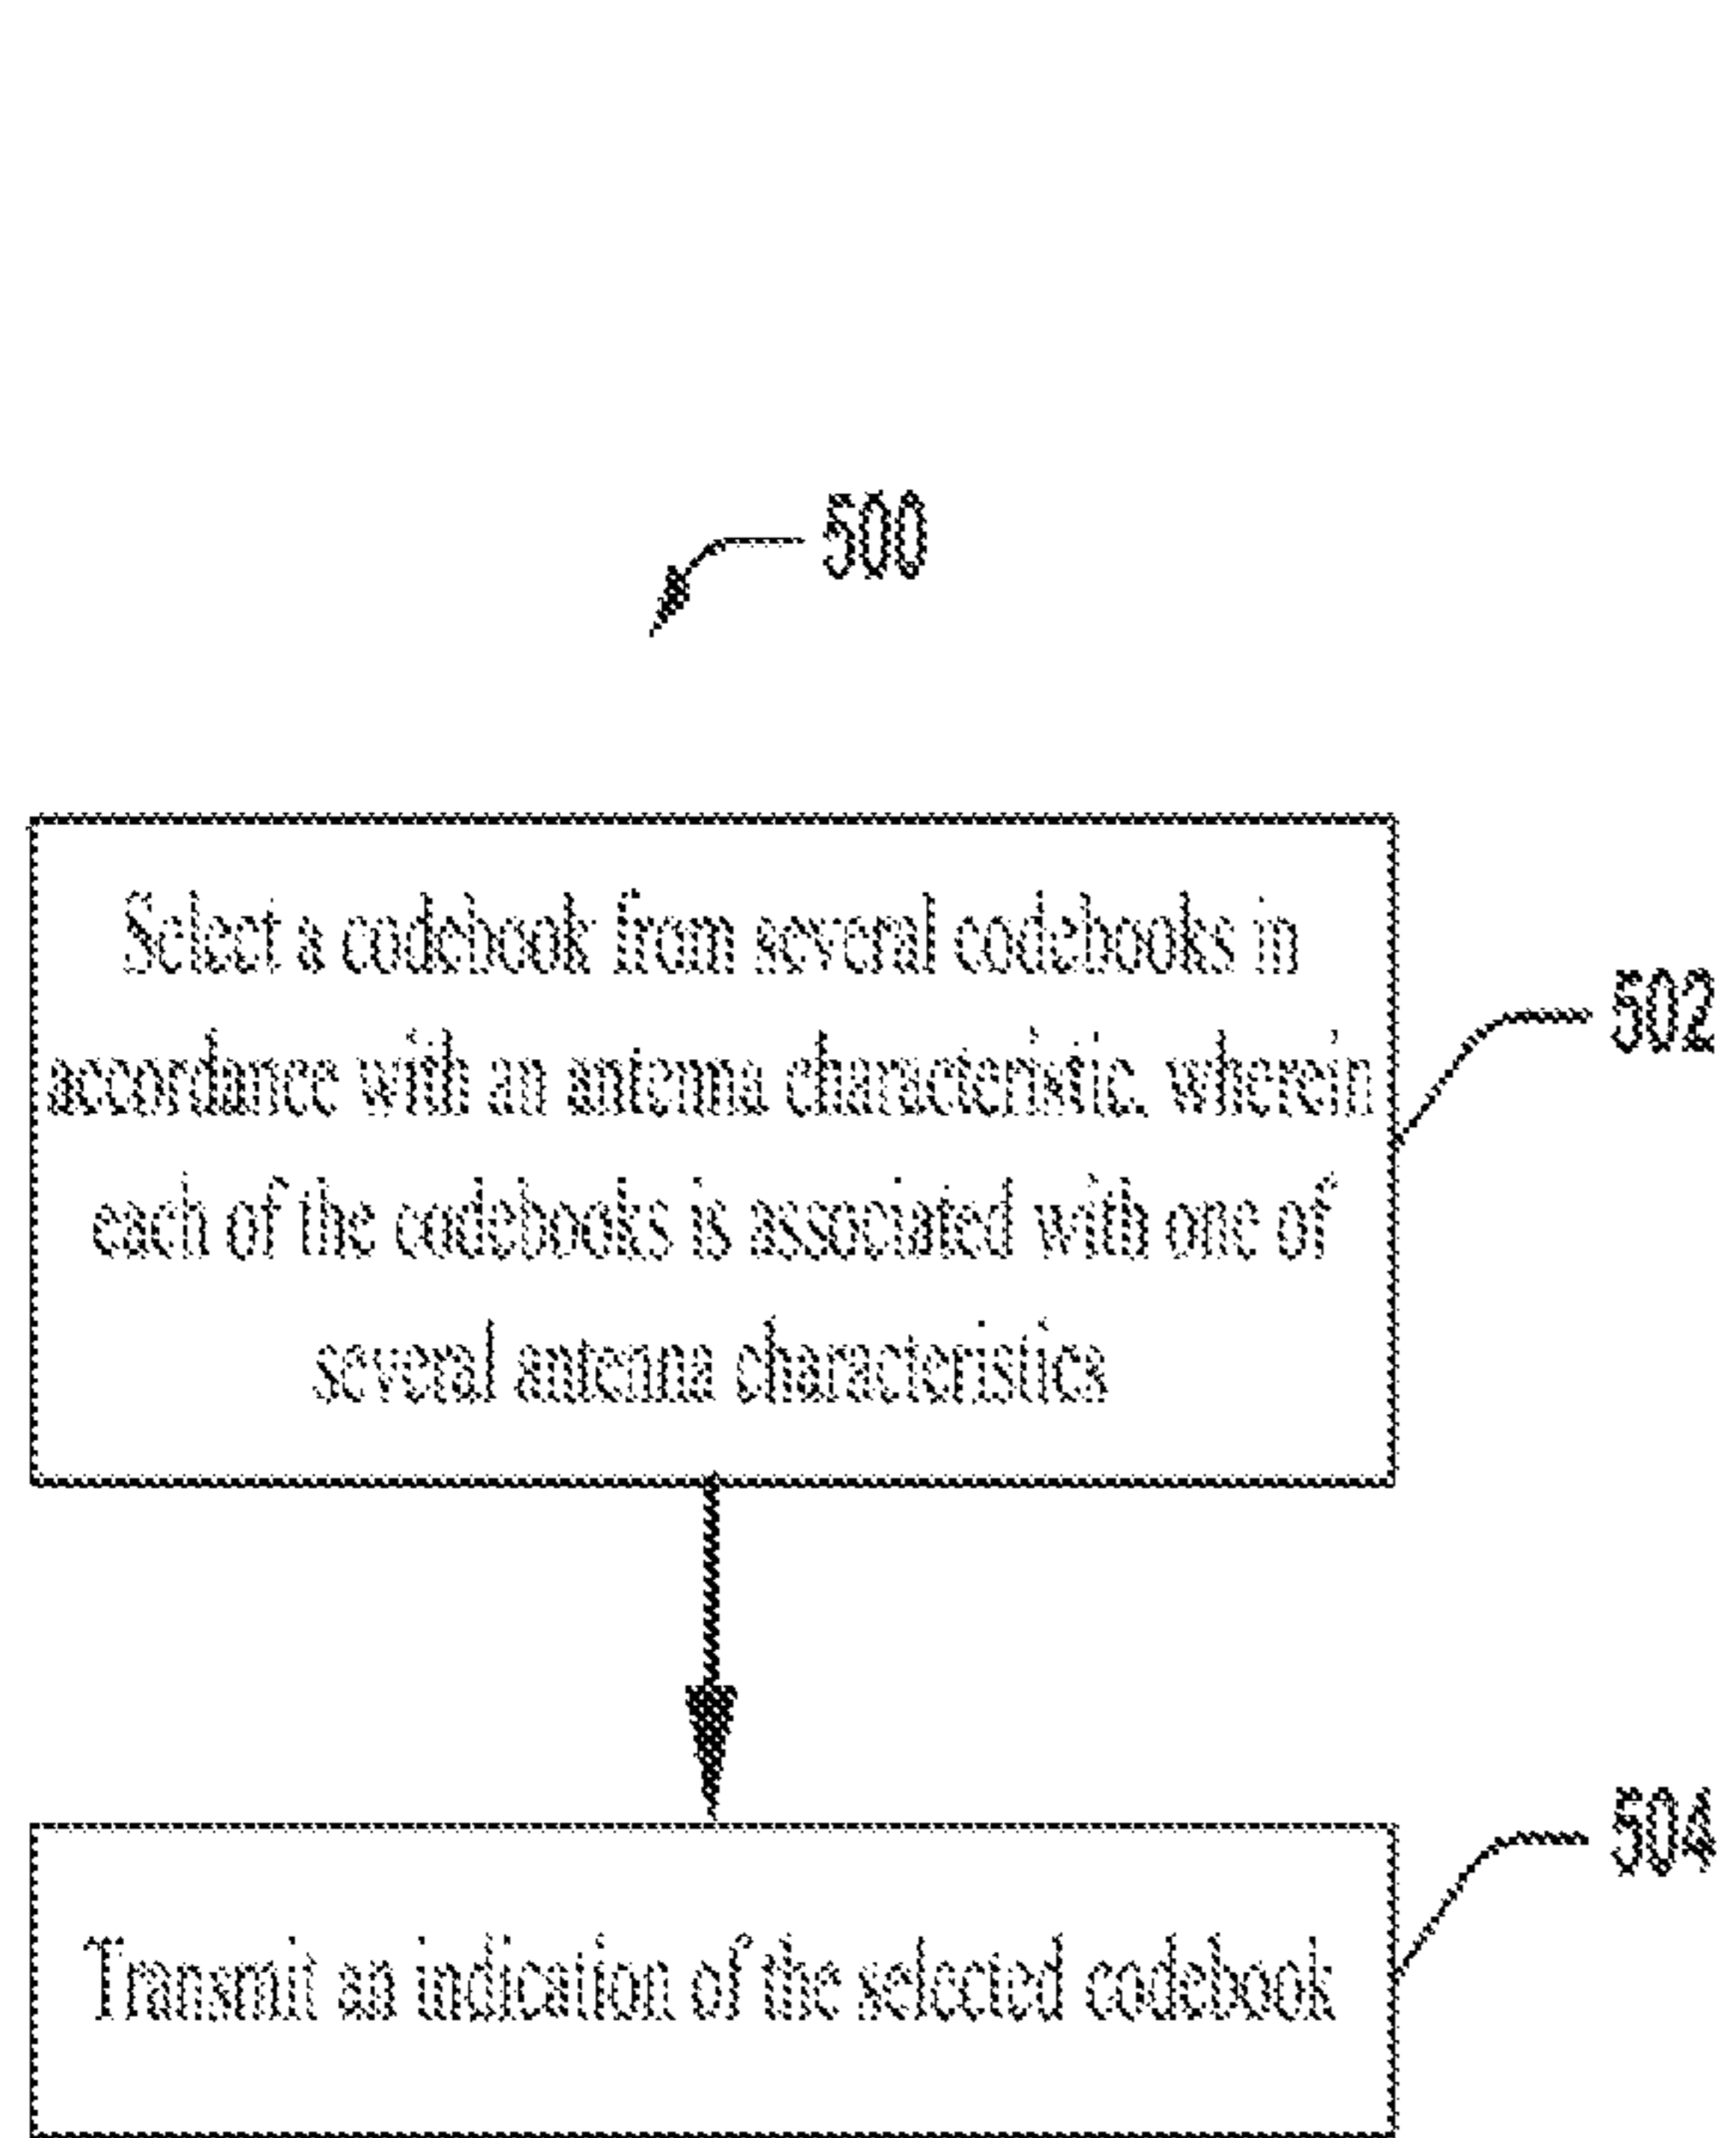 500
Select a codebook from several codebooks in
accordance with an antenna characteristic, wherein
each of the codebooks is associated with one of
several antenna characteristics
502
Transmit an indication of the selected codebook
504